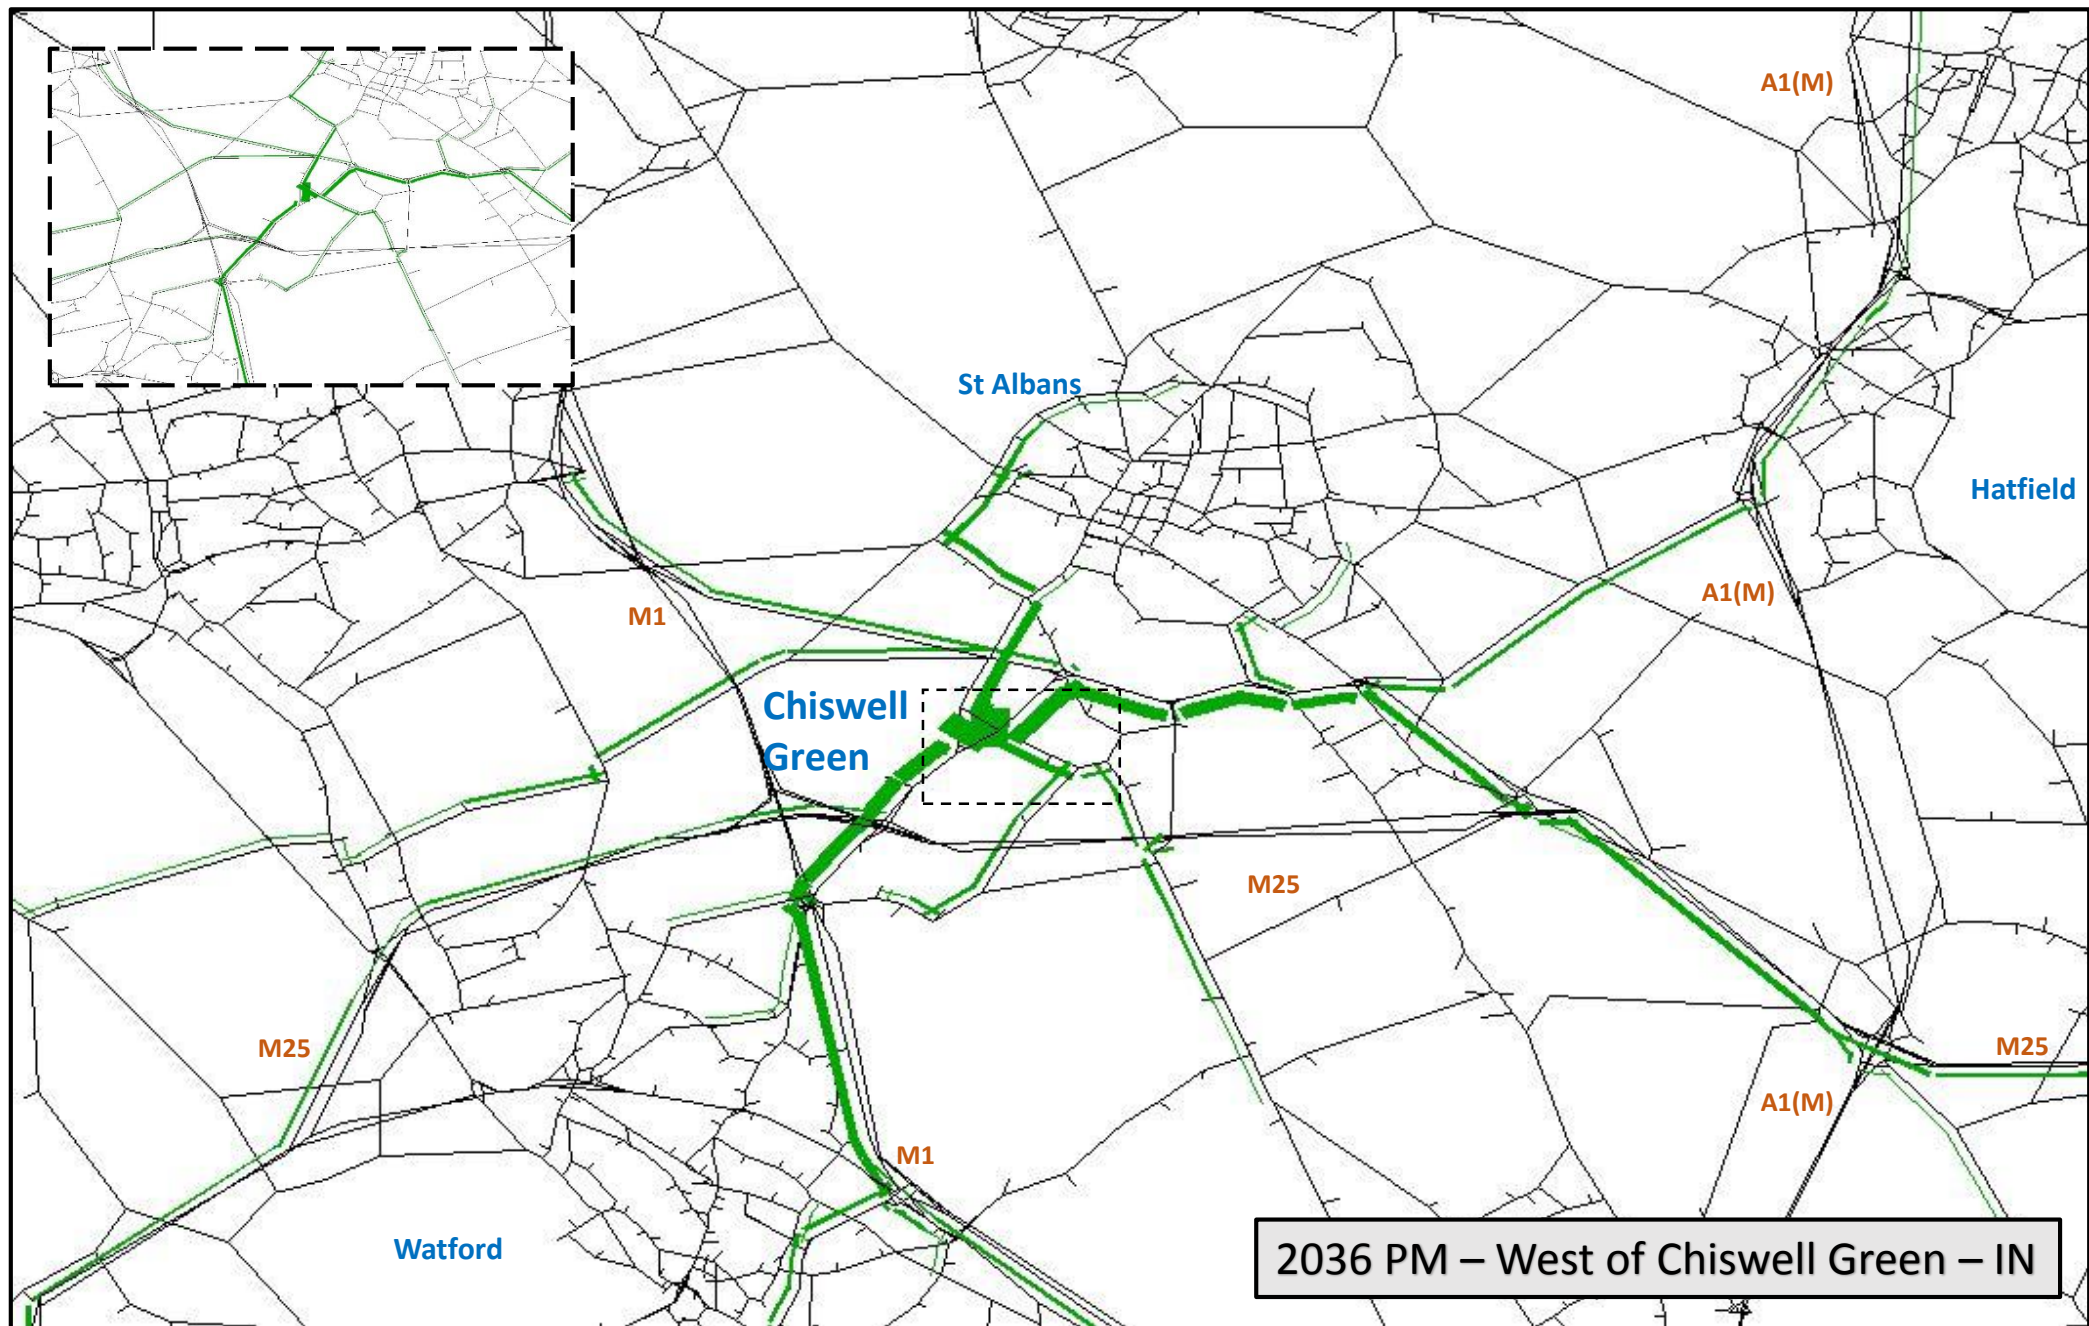 A1(M)
St Albans
Hatfield
A1(M)
M1
Chiswell
Green
M25
M25
M25
A1(M)
M1
Watford
2036 PM – West of Chiswell Green – IN